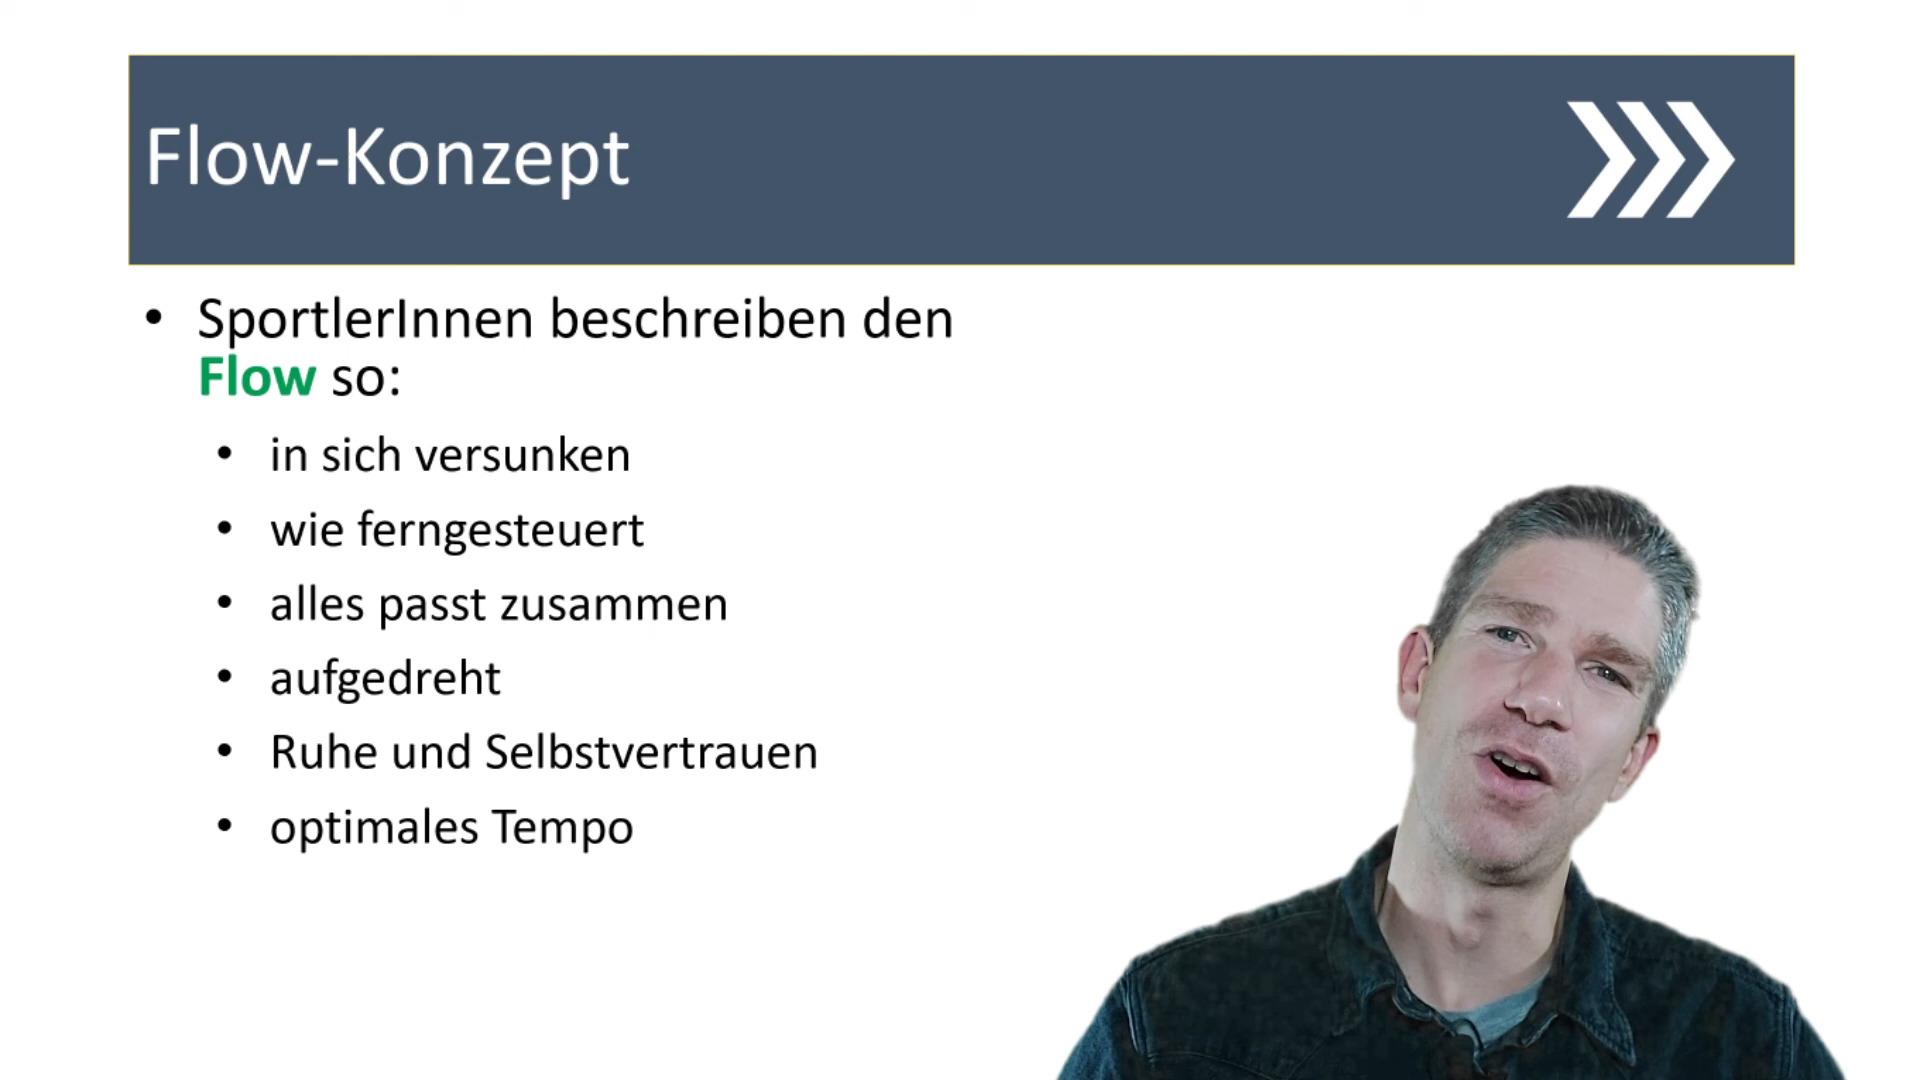 Flow-Konzept
• SportlerInnen beschreiben den
Flow so:
• in sich versunken
• wie ferngesteuert
• alles passt zusammen
• aufgedreht
• Ruhe und Selbstvertrauen
• optimales Tempo